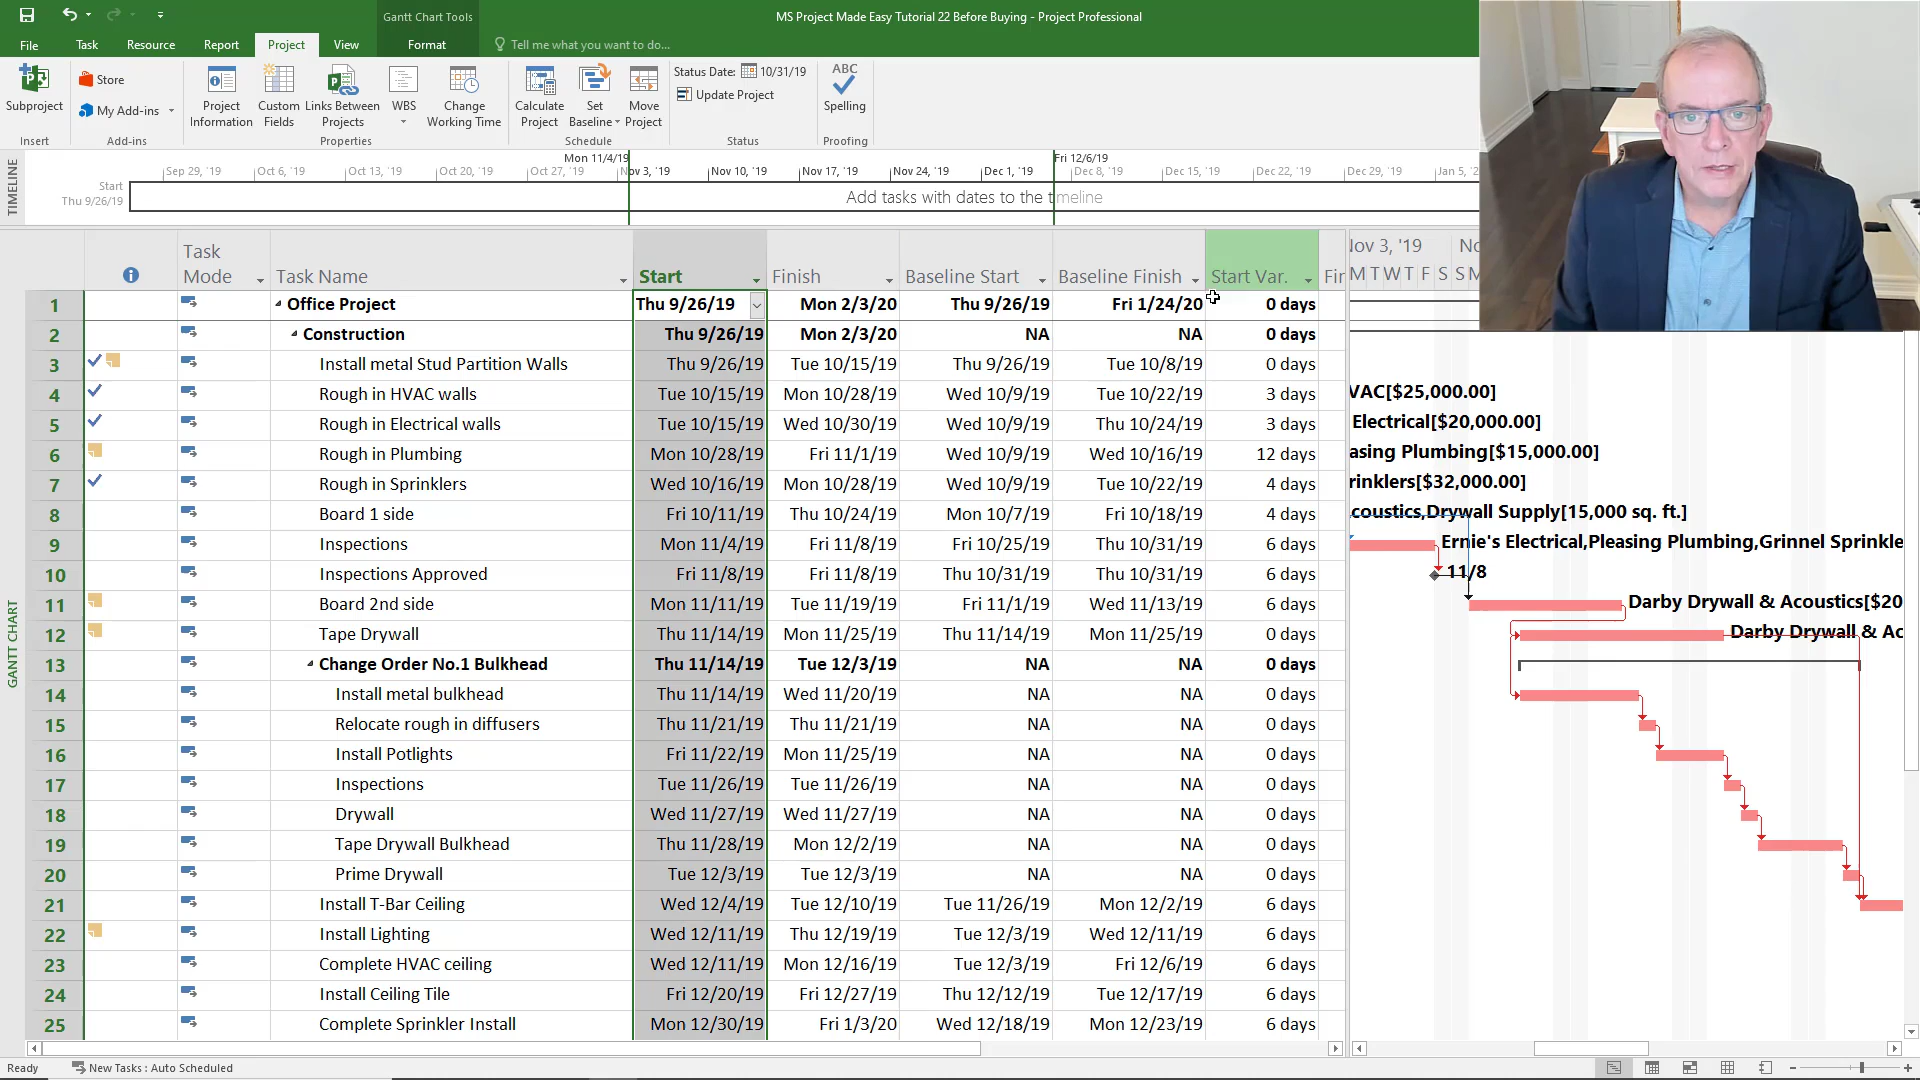 Gantt Chart Tools
MS Project Made Easy Tutorial 22 Before Buying - Project Professional
File Task Resource Report Project View Format Tell me what you want to do...
Subproject
Store
My Add-ins
Project Information
Custom Fields
Links Between Projects
WBS
Change Working Time
Calculate Project
Set Baseline
Move Project
Status Date: 10/31/19
Update Project
ABC
Spelling
Insert Add-ins Properties Schedule Status Proofing
TIMELINE
Mon 11/4/19 Fri 12/6/19
Sep 29, '19 Oct 6, '19 Oct 13, '19 Oct 20, '19 Oct 27, '19 Nov 3, '19 Nov 10, '19 Nov 17, '19 Nov 24, '19 Dec 1, '19 Dec 8, '19 Dec 15, '19 Dec 22, '19 Dec 29, '19 Jan 5, '
Start
Thu 9/26/19
Add tasks with dates to the timeline
GANTT CHART
Task Mode Task Name Start Finish Baseline Start Baseline Finish Start Var. Fir
Nov 3, '19 No
M T W T F S S M
1 Office Project Thu 9/26/19 Mon 2/3/20 Thu 9/26/19 Fri 1/24/20 0 days
2 Construction Thu 9/26/19 Mon 2/3/20 NA NA 0 days
3 Install metal Stud Partition Walls Thu 9/26/19 Tue 10/15/19 Thu 9/26/19 Tue 10/8/19 0 days
4 Rough in HVAC walls Tue 10/15/19 Mon 10/28/19 Wed 10/9/19 Tue 10/22/19 3 days VAC[$25,000.00]
5 Rough in Electrical walls Tue 10/15/19 Wed 10/30/19 Wed 10/9/19 Thu 10/24/19 3 days Electrical[$20,000.00]
6 Rough in Plumbing Mon 10/28/19 Fri 11/1/19 Wed 10/9/19 Wed 10/16/19 12 days asing Plumbing[$15,000.00]
7 Rough in Sprinklers Wed 10/16/19 Mon 10/28/19 Wed 10/9/19 Tue 10/22/19 4 days rinklers[$32,000.00]
8 Board 1 side Fri 10/11/19 Thu 10/24/19 Mon 10/7/19 Fri 10/18/19 4 days coustics,Drywall Supply[15,000 sq. ft.]
9 Inspections Mon 11/4/19 Fri 11/8/19 Fri 10/25/19 Thu 10/31/19 6 days Ernie's Electrical,Pleasing Plumbing,Grinnel Sprinkle
10 Inspections Approved Fri 11/8/19 Fri 11/8/19 Thu 10/31/19 Thu 10/31/19 6 days 11/8
11 Board 2nd side Mon 11/11/19 Tue 11/19/19 Fri 11/1/19 Wed 11/13/19 6 days Darby Drywall & Acoustics[$20
12 Tape Drywall Thu 11/14/19 Mon 11/25/19 Thu 11/14/19 Mon 11/25/19 6 days Darby Drywall & Ac
13 Change Order No.1 Bulkhead Thu 11/14/19 Tue 12/3/19 NA NA 0 days
14 Install metal bulkhead Thu 11/14/19 Wed 11/20/19 NA NA 0 days
15 Relocate rough in diffusers Thu 11/21/19 Thu 11/21/19 NA NA 0 days
16 Install Potlights Fri 11/22/19 Mon 11/25/19 NA NA 0 days
17 Inspections Tue 11/26/19 Tue 11/26/19 NA NA 0 days
18 Drywall Wed 11/27/19 Wed 11/27/19 NA NA 0 days
19 Tape Drywall Bulkhead Thu 11/28/19 Mon 12/2/19 NA NA 0 days
20 Prime Drywall Tue 12/3/19 Tue 12/3/19 NA NA 0 days
21 Install T-Bar Ceiling Wed 12/4/19 Tue 12/10/19 Tue 11/26/19 Mon 12/2/19 6 days
22 Install Lighting Wed 12/11/19 Thu 12/19/19 Tue 12/3/19 Wed 12/11/19 6 days
23 Complete HVAC ceiling Wed 12/11/19 Mon 12/16/19 Tue 12/3/19 Fri 12/6/19 6 days
24 Install Ceiling Tile Fri 12/20/19 Fri 12/27/19 Thu 12/12/19 Tue 12/17/19 6 days
25 Complete Sprinkler Install Mon 12/30/19 Fri 1/3/20 Wed 12/18/19 Mon 12/23/19 6 days
Ready New Tasks : Auto Scheduled